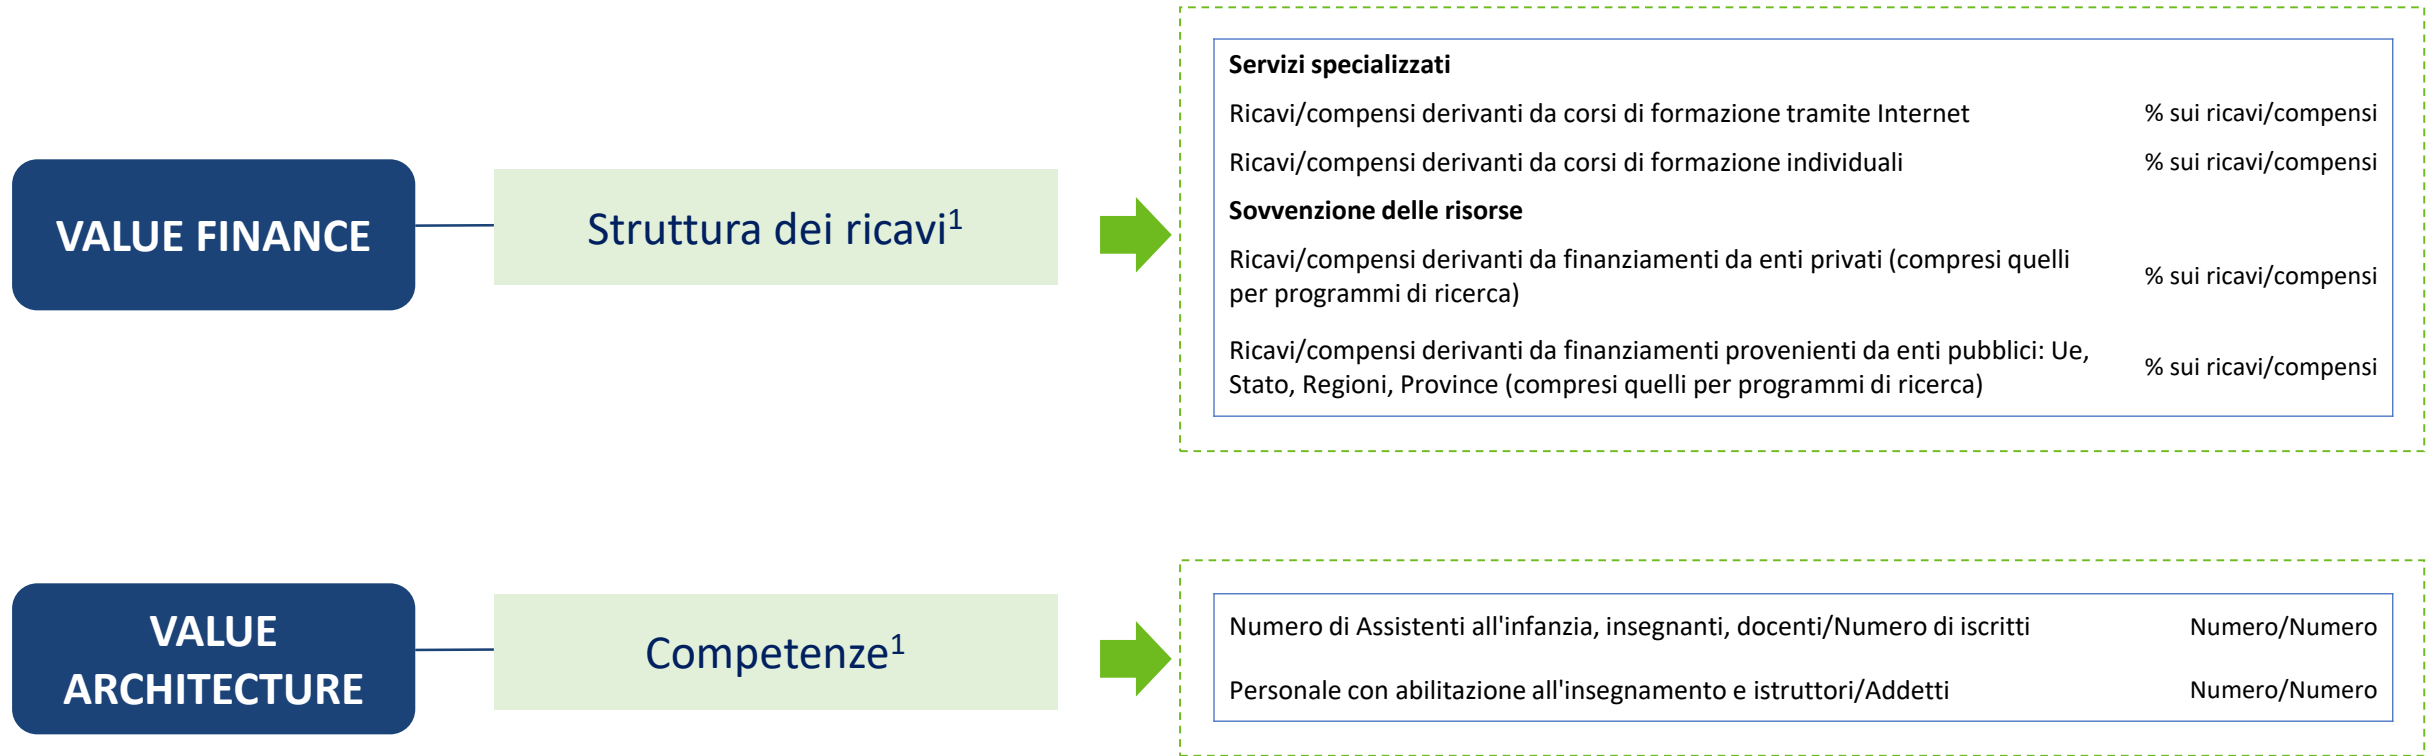 VALUE FINANCE
Struttura dei ricavi¹
Servizi specializzati
Ricavi/compensi derivanti da corsi di formazione tramite Internet % sui ricavi/compensi
Ricavi/compensi derivanti da corsi di formazione individuali % sui ricavi/compensi
Sovvenzione delle risorse
Ricavi/compensi derivanti da finanziamenti da enti privati (compresi quelli
per programmi di ricerca) % sui ricavi/compensi
Ricavi/compensi derivanti da finanziamenti provenienti da enti pubblici: Ue,
Stato, Regioni, Province (compresi quelli per programmi di ricerca) % sui ricavi/compensi
VALUE
ARCHITECTURE
Competenze¹
Numero di Assistenti all'infanzia, insegnanti, docenti/Numero di iscritti Numero/Numero
Personale con abilitazione all'insegnamento e istruttori/Addetti Numero/Numero